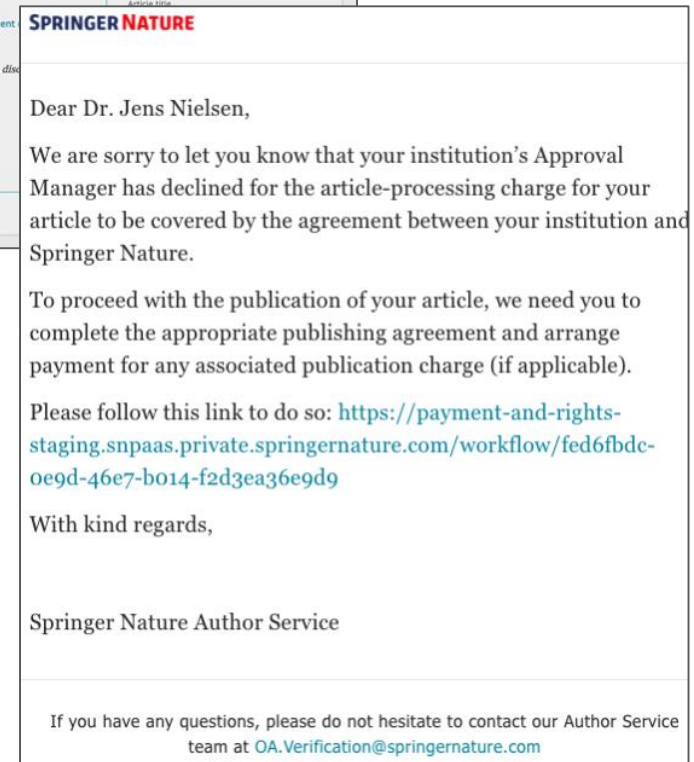 Article title
ent
SPRINGER NATURE
disc
Dear Dr. Jens Nielsen,
We are sorry to let you know that your institution's Approval
Manager has declined for the article-processing charge for your
article to be covered by the agreement between your institution and
Springer Nature.
To proceed with the publication of your article, we need you to
complete the appropriate publishing agreement and arrange
payment for any associated publication charge (if applicable).
Please follow this link to do so: https://payment-and-rights-
staging.snpaas.private.springernature.com/workflow/fed6fbdc-
0e9d-46e7-b014-f2d3ea36e9d9
With kind regards,
Springer Nature Author Service
If you have any questions, please do not hesitate to contact our Author Service
team at OA.Verification@springernature.com